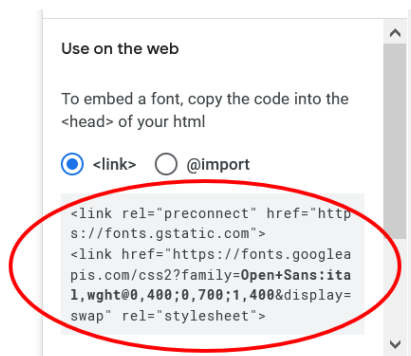 Use on the web
To embed a font, copy the code into the
<head> of your html
<link> @import
<link rel="preconnect" href="http
s://fonts.gstatic.com">
<link href="https://fonts.googlea
pis.com/css2?family=Open+Sans:ita
l,wght@0,400;0,700;1,400&display=
swap" rel="stylesheet">